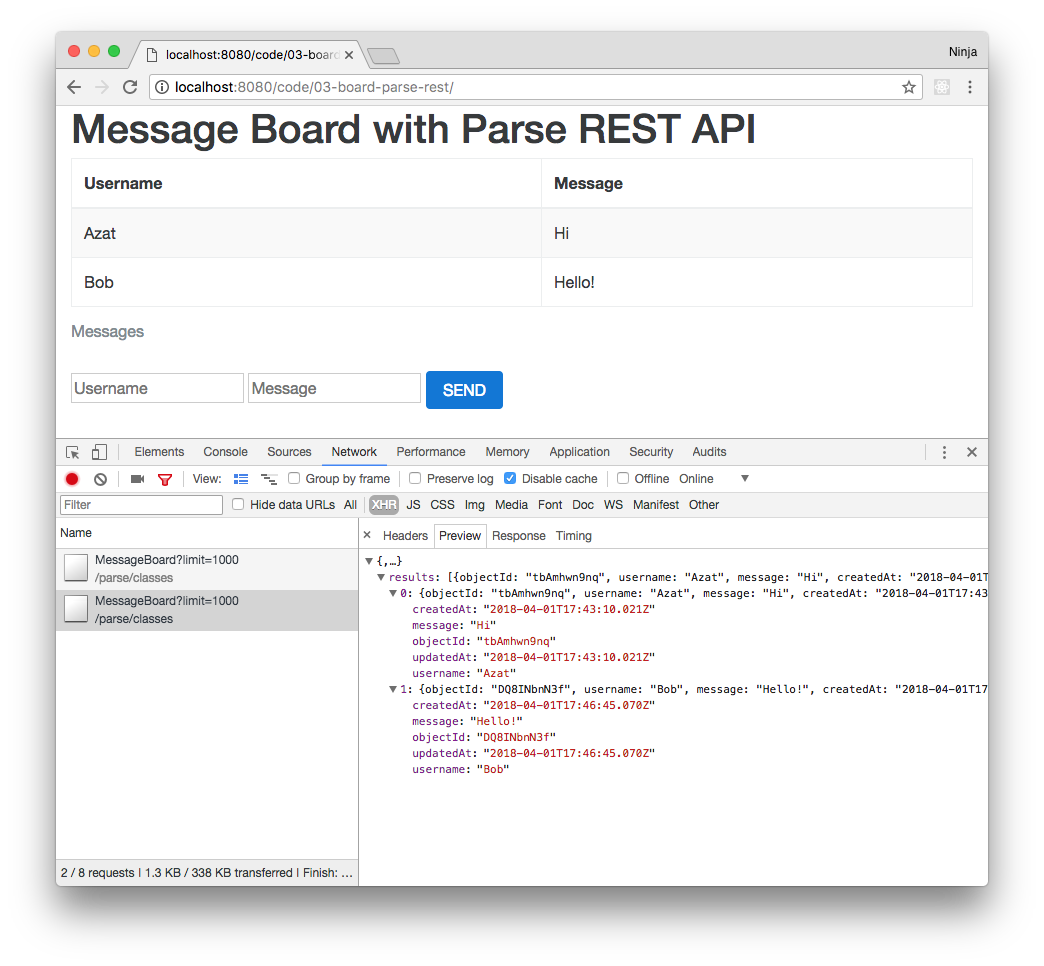 localhost:8080/code/03-board
Ninja
localhost:8080/code/03-board-parse-rest/
Message Board with Parse REST API
Username Message
Azat Hi
Bob Hello!
Messages
Username Message SEND
Elements Console Sources Network Performance Memory Application Security Audits
View: Group by frame Preserve log Disable cache Offline Online
Filter Hide data URLs All XHR JS CSS Img Media Font Doc WS Manifest Other
Name
MessageBoard?limit=1000
/parse/classes
MessageBoard?limit=1000
/parse/classes
2 / 8 requests | 1.3 KB / 338 KB transferred | Finish: …
Headers Preview Response Timing
{,…}
results: [{objectId: "tbAmhwn9nq", username: "Azat", message: "Hi", createdAt: "2018-04-01T
0: {objectId: "tbAmhwn9nq", username: "Azat", message: "Hi", createdAt: "2018-04-01T17:43
createdAt: "2018-04-01T17:43:10.021Z"
message: "Hi"
objectId: "tbAmhwn9nq"
updatedAt: "2018-04-01T17:43:10.021Z"
username: "Azat"
1: {objectId: "DQ8INbnN3f", username: "Bob", message: "Hello!", createdAt: "2018-04-01T17
createdAt: "2018-04-01T17:46:45.070Z"
message: "Hello!"
objectId: "DQ8INbnN3f"
updatedAt: "2018-04-01T17:46:45.070Z"
username: "Bob"